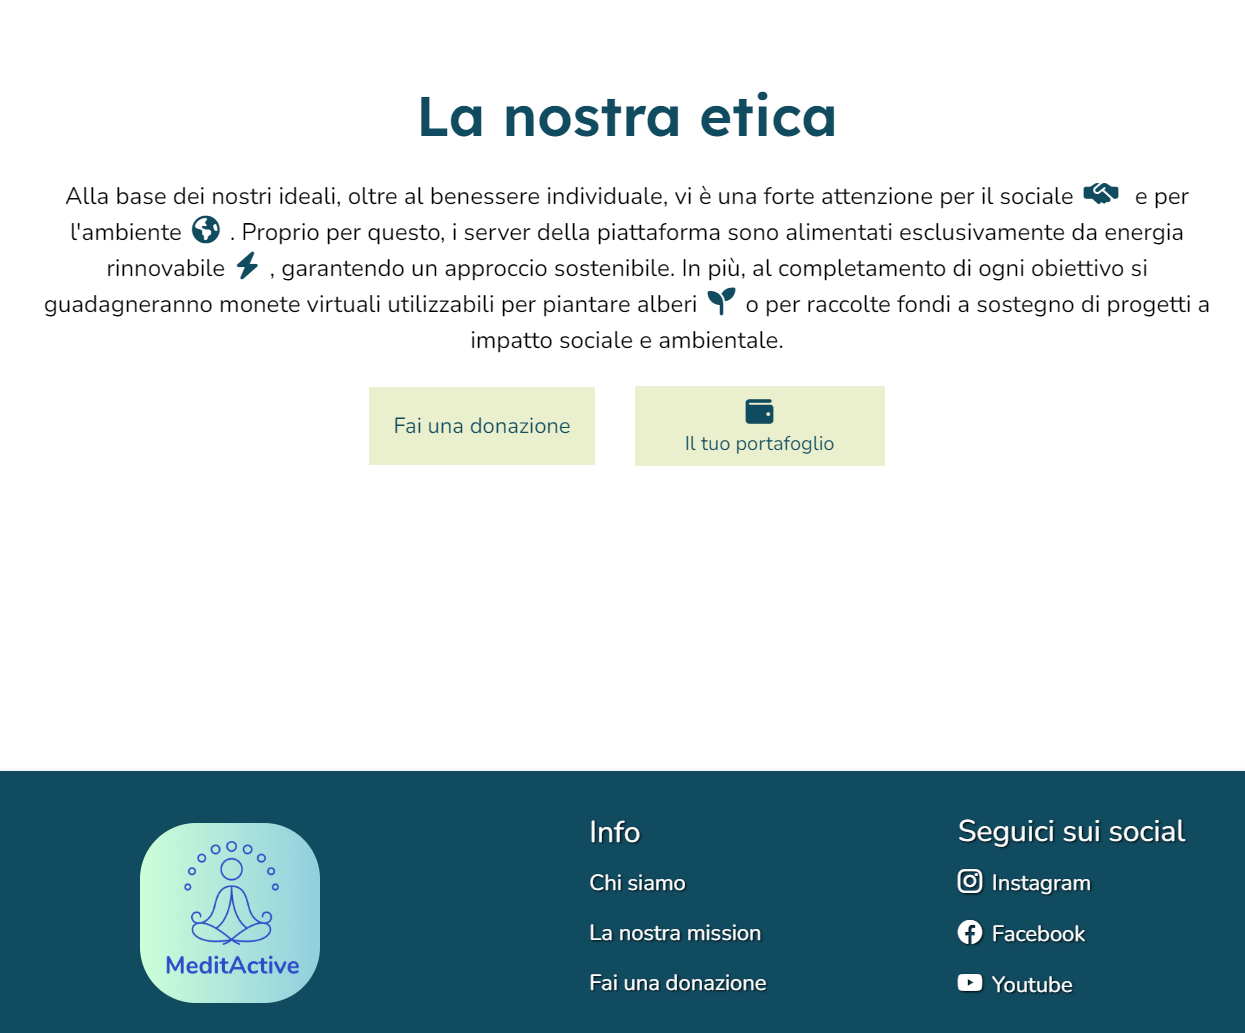 La nostra etica
Alla base dei nostri ideali, oltre al benessere individuale, vi è una forte attenzione per il sociale e per
l'ambiente . Proprio per questo, i server della piattaforma sono alimentati esclusivamente da energia
rinnovabile , garantendo un approccio sostenibile. In più, al completamento di ogni obiettivo si
guadagneranno monete virtuali utilizzabili per piantare alberi o per raccolte fondi a sostegno di progetti a
impatto sociale e ambientale.
Fai una donazione
Il tuo portafoglio
MeditActive
Info
Chi siamo
La nostra mission
Fai una donazione
Seguici sui social
Instagram
Facebook
Youtube